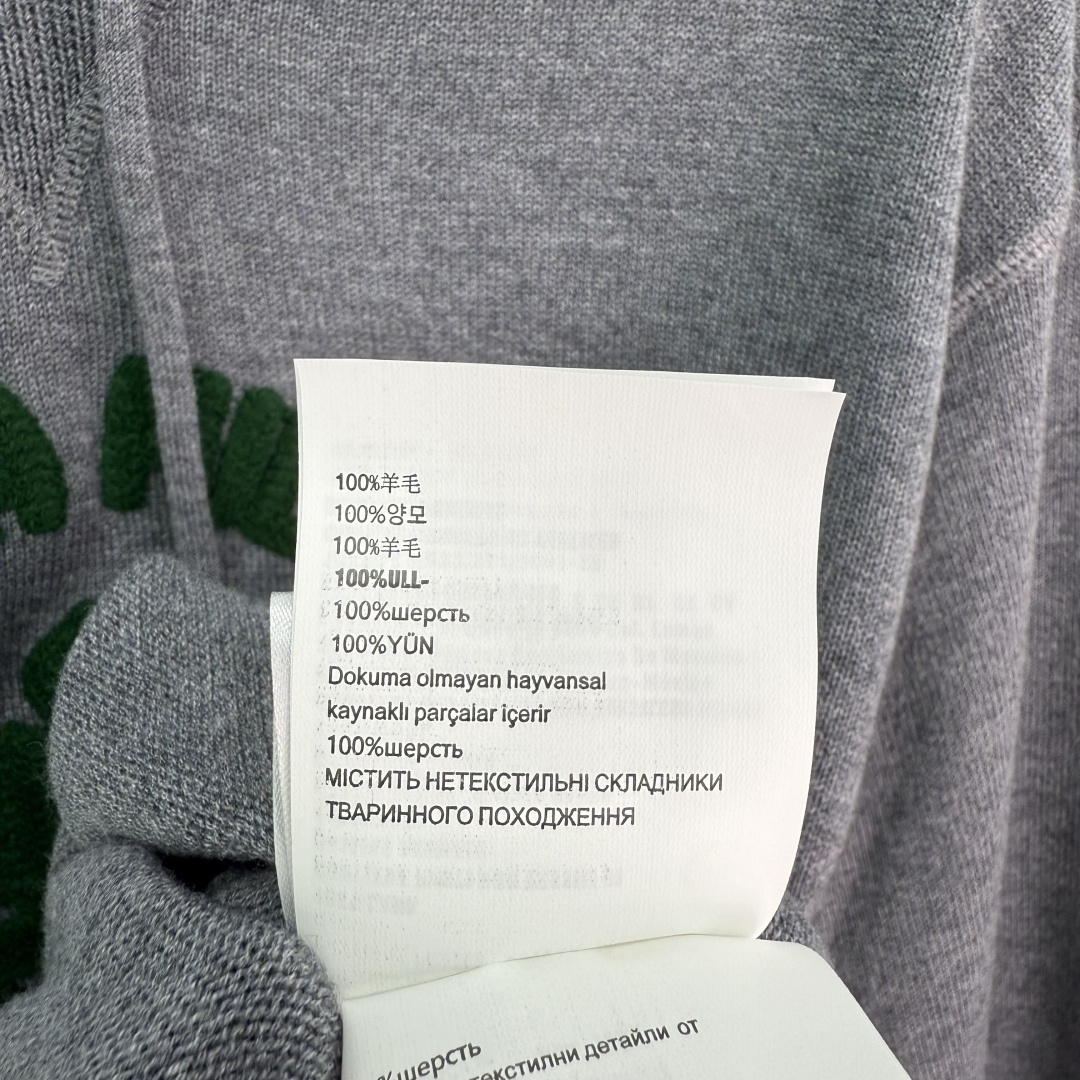 100%羊毛
100%양모
100%羊毛
100%ULL-
100%шерсть
100%YÜN
Dokuma olmayan hayvansal
kaynaklı parçalar içerir
100%шерсть
МІСТИТЬ НЕТЕКСТИЛЬНІ СКЛАДНИКИ
ТВАРИННОГО ПОХОДЖЕННЯ
%шерсть
текстилни детайли от